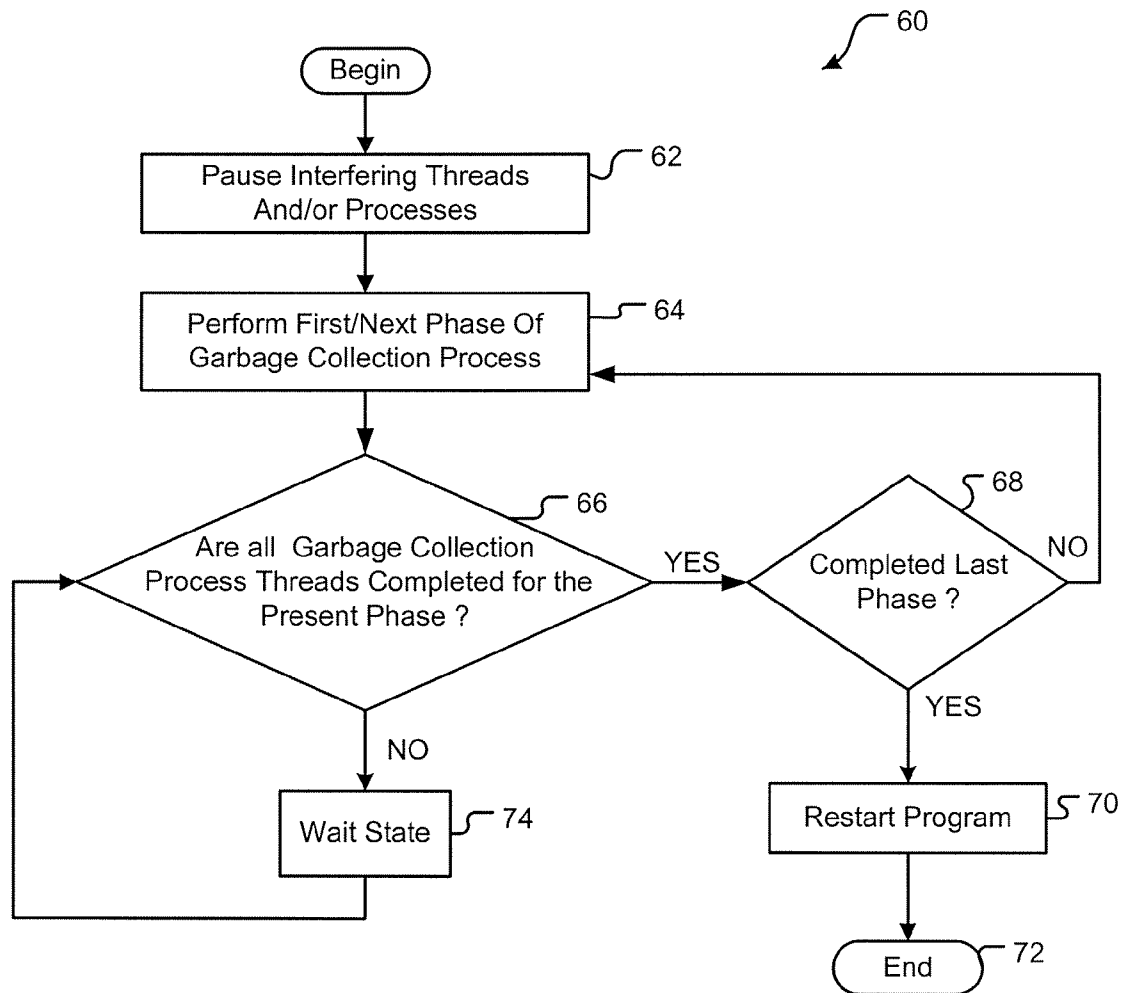 60
Begin
Pause Interfering Threads
And/or Processes
62
Perform First/Next Phase Of
Garbage Collection Process
64
Are all Garbage Collection
Process Threads Completed for the
Present Phase ?
66
YES
Completed Last
Phase ?
68
NO
NO
YES
Wait State
74
Restart Program
70
End
72